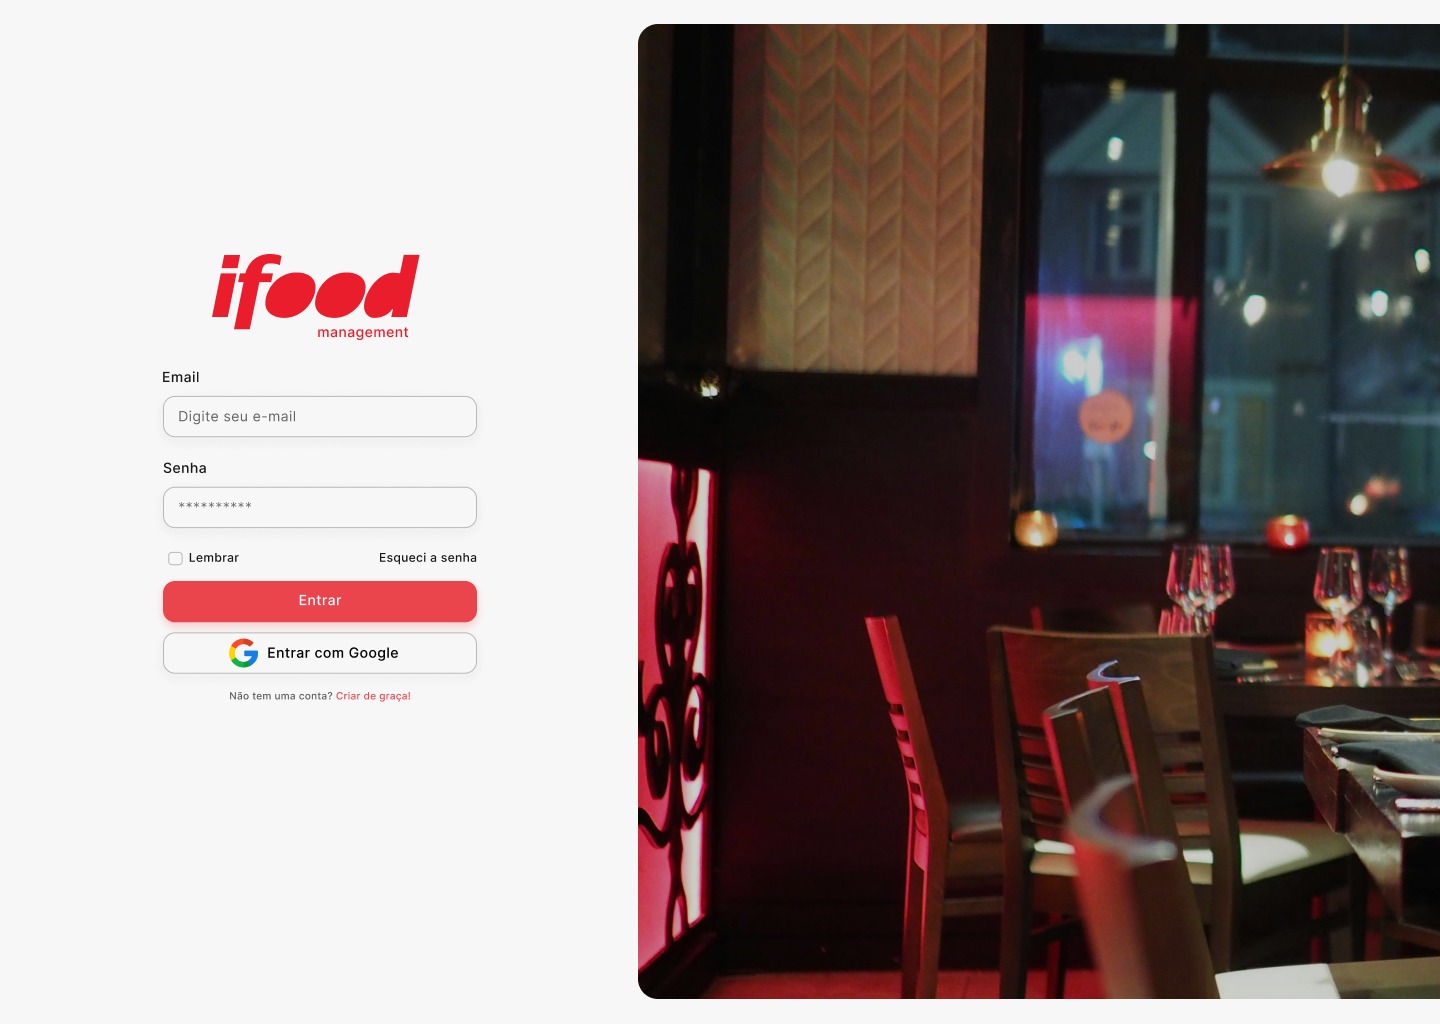 ifood
management
Email
Digite seu e-mail
Senha
**********
Lembrar
Esqueci a senha
Entrar
Entrar com Google
Não tem uma conta? Criar de graça!